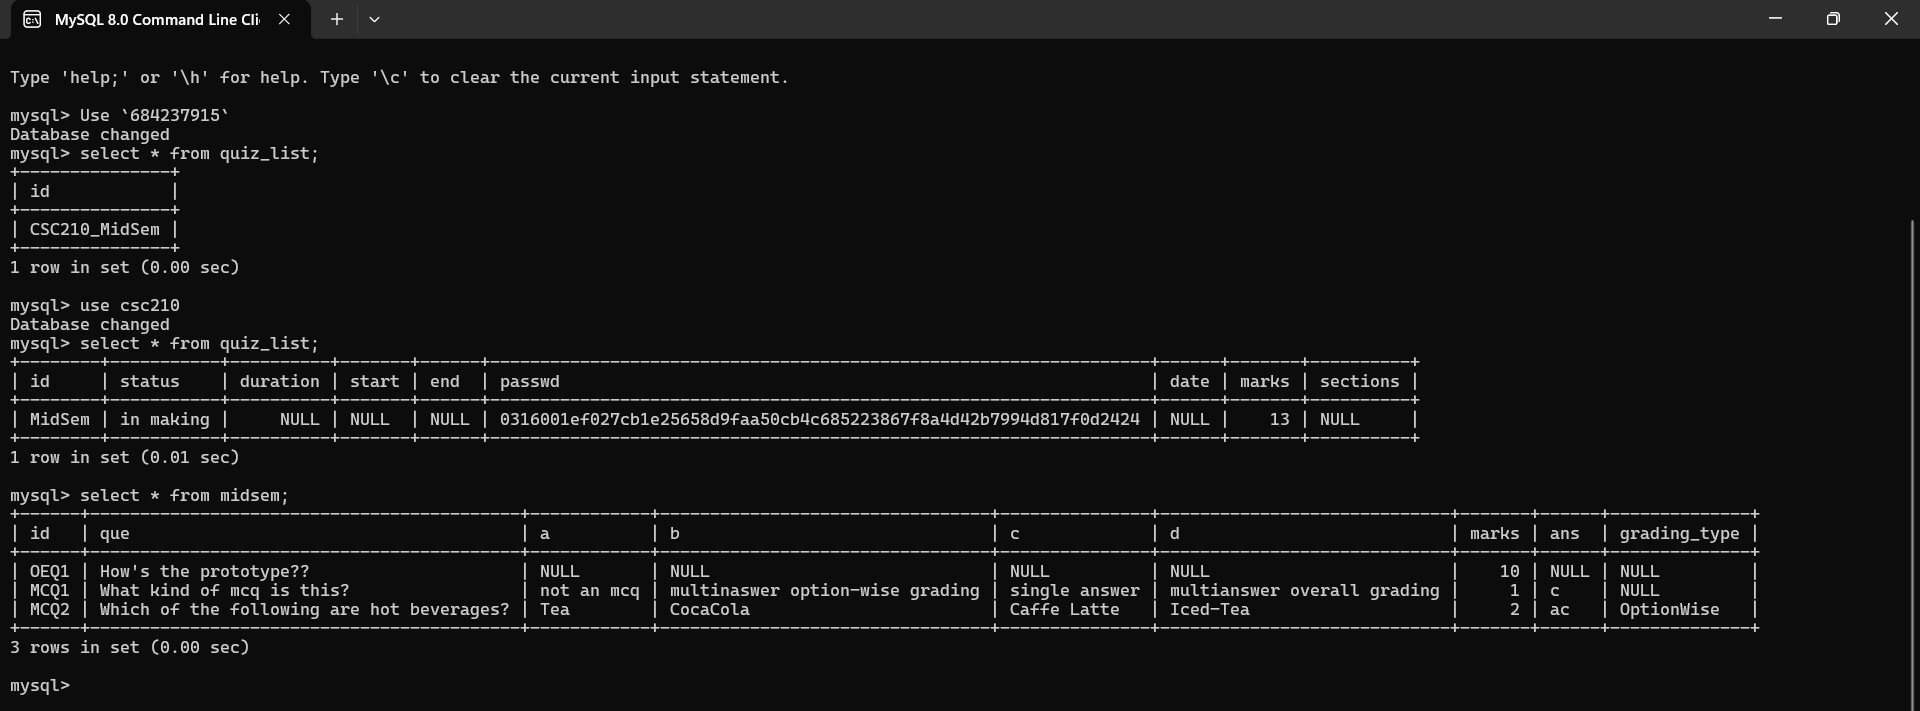 MySQL 8.0 Command Line Cli
Type 'help;' or '\h' for help. Type '\c' to clear the current input statement.
mysql> Use `684237915`
Database changed
mysql> select * from quiz_list;
+---------------+
| id            |
+---------------+
| CSC210_MidSem |
+---------------+
1 row in set (0.00 sec)
mysql> use csc210
Database changed
mysql> select * from quiz_list;
+--------+-----------+----------+-------+------+------------------------------------------------------------------+------+-------+----------+
| id     | status    | duration | start | end  | passwd                                                           | date | marks | sections |
+--------+-----------+----------+-------+------+------------------------------------------------------------------+------+-------+----------+
| MidSem | in making |     NULL | NULL  | NULL | 0316001ef027cb1e25658d9faa50cb4c685223867f8a4d42b7994d817f0d2424 | NULL |    13 | NULL     |
+--------+-----------+----------+-------+------+------------------------------------------------------------------+------+-------+----------+
1 row in set (0.01 sec)
mysql> select * from midsem;
+------+-------------------------------------------+------------+---------------------------------+---------------+-----------------------------+-------+------+--------------+
| id   | que                                       | a          | b                               | c             | d                           | marks | ans  | grading_type |
+------+-------------------------------------------+------------+---------------------------------+---------------+-----------------------------+-------+------+--------------+
| OEQ1 | How's the prototype??                     | NULL       | NULL                            | NULL          | NULL                        |    10 | NULL | NULL         |
| MCQ1 | What kind of mcq is this?                 | not an mcq | multinaswer option-wise grading | single answer | multianswer overall grading |     1 | c    | NULL         |
| MCQ2 | Which of the following are hot beverages? | Tea        | CocaCola                        | Caffe Latte   | Iced-Tea                    |     2 | ac   | OptionWise   |
+------+-------------------------------------------+------------+---------------------------------+---------------+-----------------------------+-------+------+--------------+
3 rows in set (0.00 sec)
mysql>